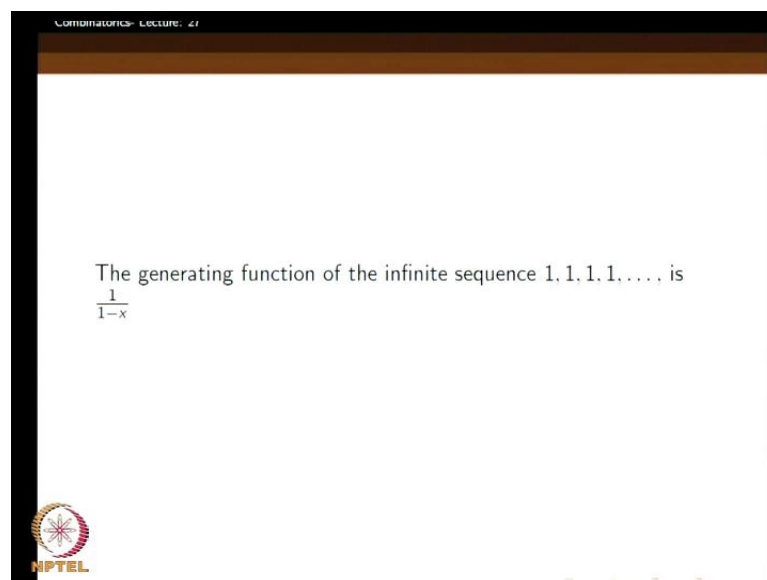 Combinatorics- Lecture: 27
The generating function of the infinite sequence 1, 1, 1, 1, . . . , is
1
1−x
NPTEL